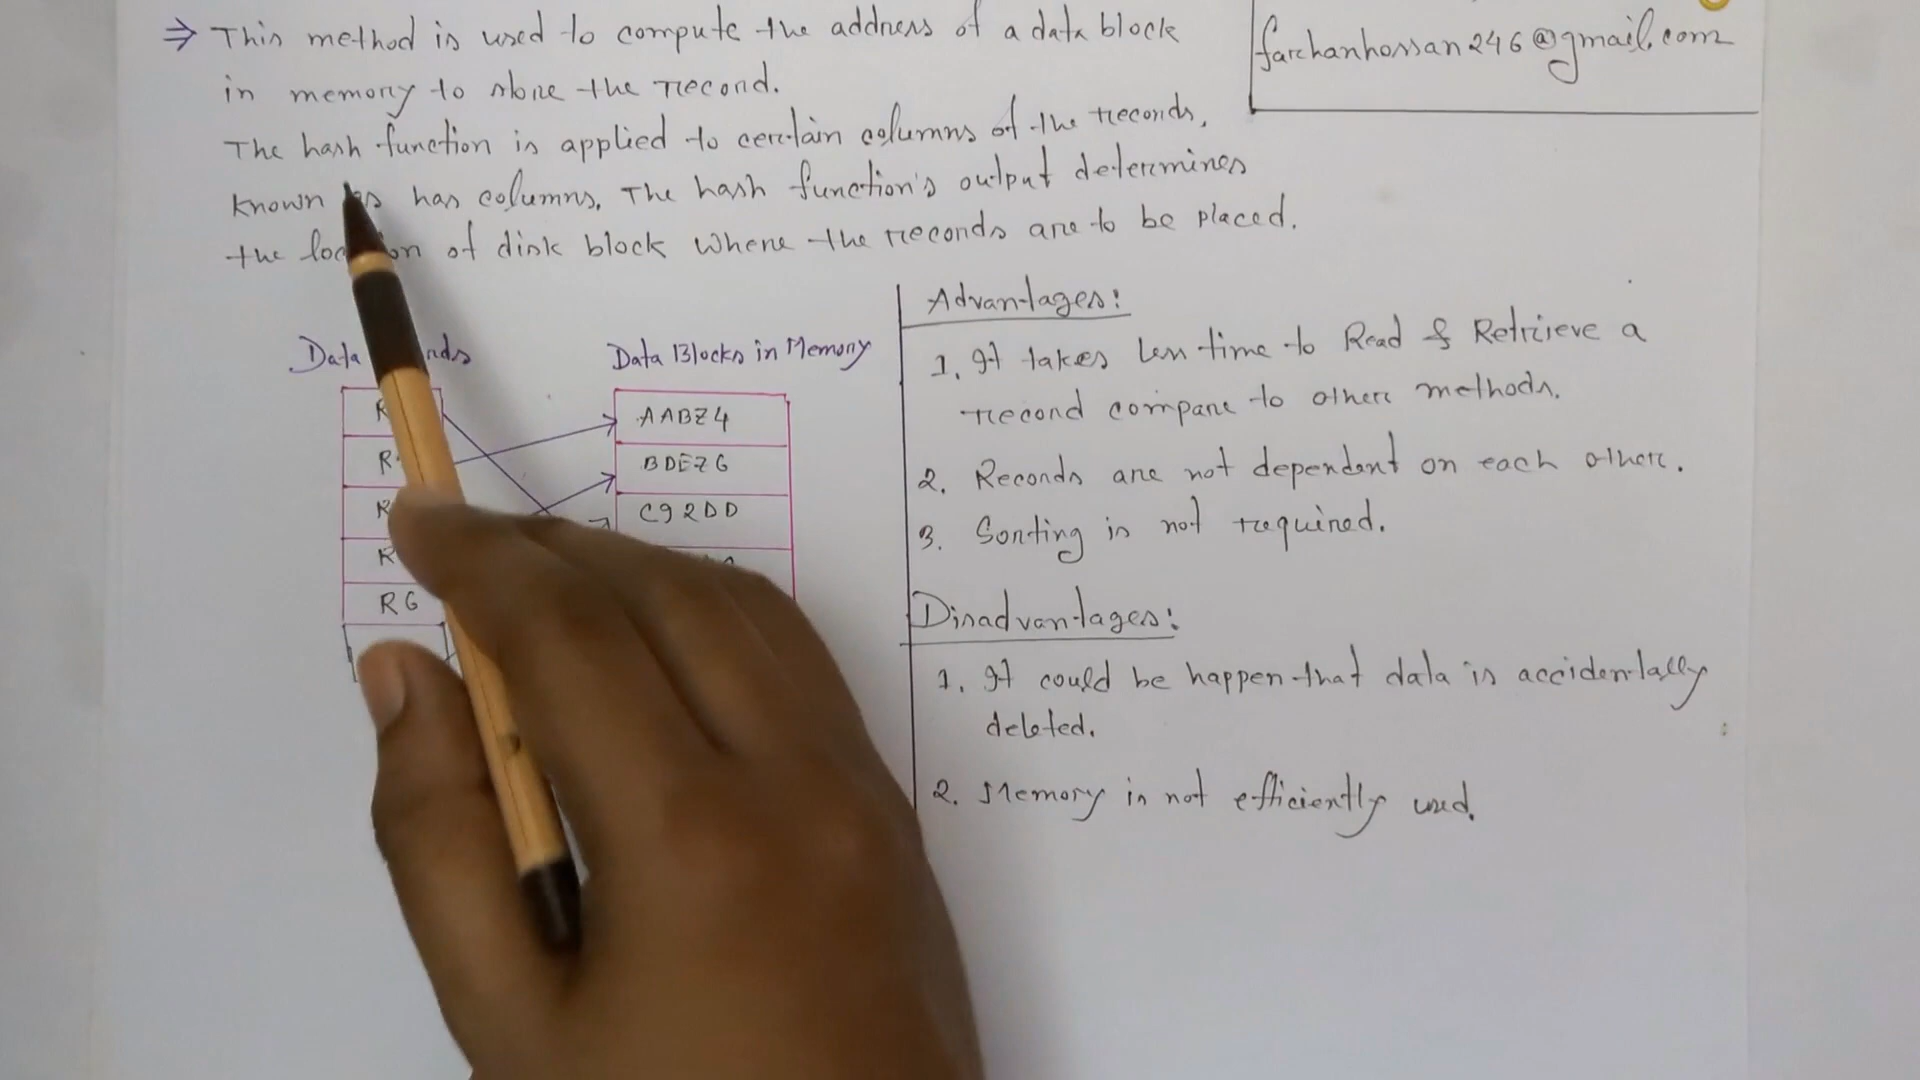 ⇒ This method is used to compute the address of a data block
in memory to store the record.
The hash function is applied to certain columns of the records,
known as has columns. The hash function's output determines
the location of disk block where the records are to be placed.
farhanhossan246@gmail.com
Data
Data Blocks in Memory
R
R
R
R
R6
AABZ4
BDEZ6
C92DD
Advantages:
1. It takes less time to Read & Retrieve a
record compare to other methods.
2. Records are not dependent on each other.
3. Sorting is not required.
Disadvantages:
1. It could be happen that data is accidentally
deleted.
2. Memory is not efficiently used.